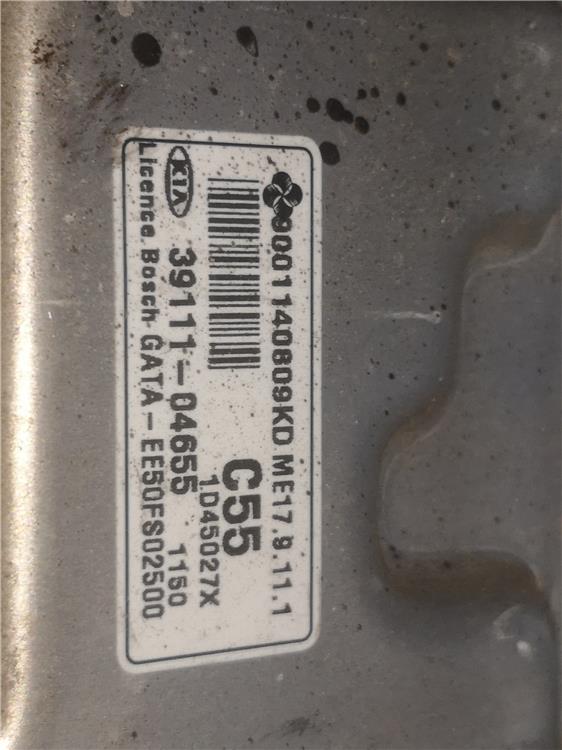 9001140609KD ME17.9.11.1
C55
1D45027X
KIA 39111-04655 1150
Licence Bosch GATA-EE50FS02500